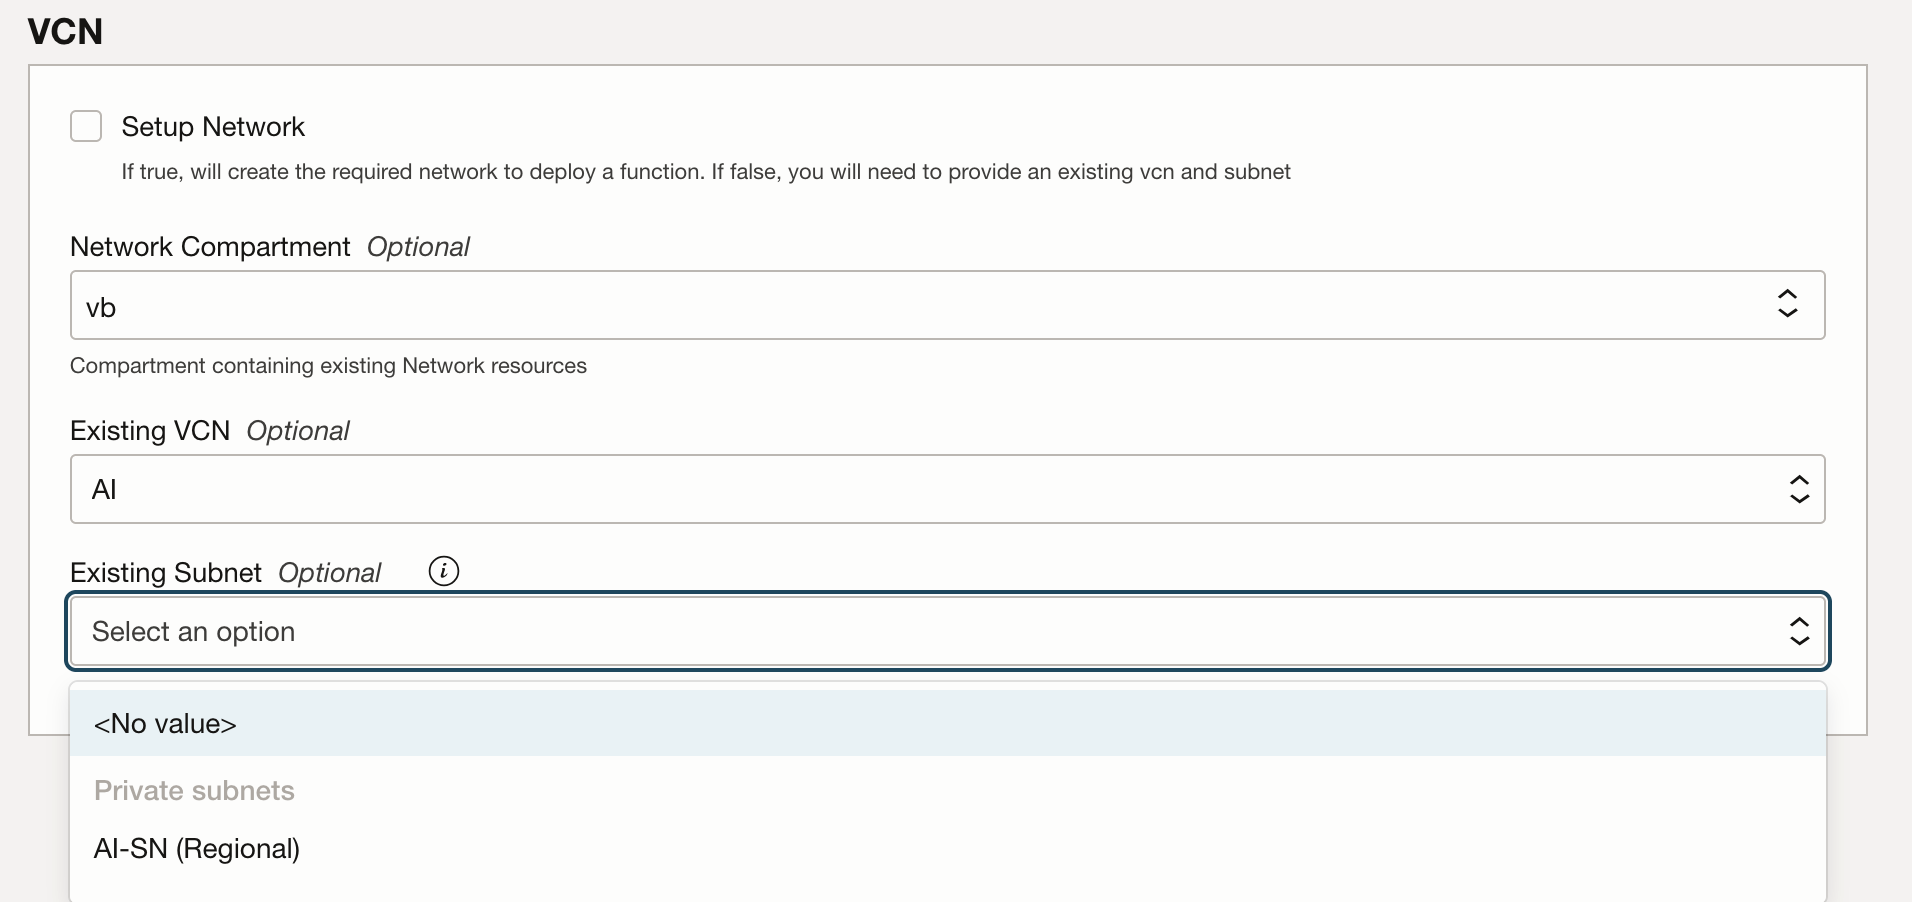 VCN
Setup Network
If true, will create the required network to deploy a function. If false, you will need to provide an existing vcn and subnet
Network Compartment Optional
vb
Compartment containing existing Network resources
Existing VCN Optional
AI
Existing Subnet Optional i
Select an option
<No value>
Private subnets
AI-SN (Regional)